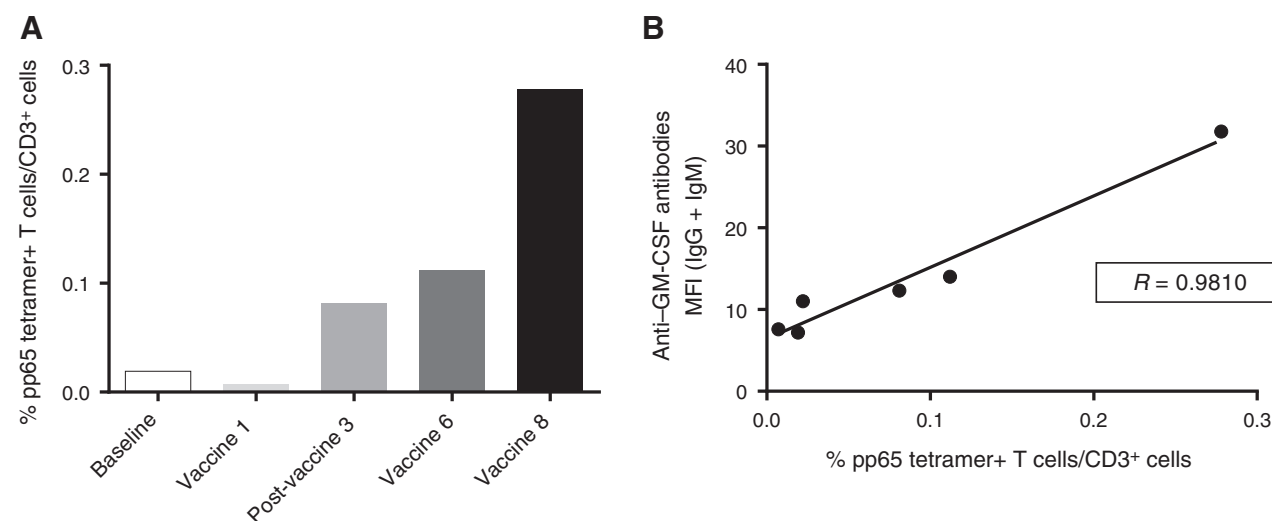 A
% pp65 tetramer+ T cells/CD3+ cells
0.3
0.2
0.1
0.0
Baseline
Vaccine 1
Post-vaccine 3
Vaccine 6
Vaccine 8
B
Anti–GM-CSF antibodies
MFI (IgG + IgM)
40
30
20
10
0
R = 0.9810
0.0
0.1
0.2
0.3
% pp65 tetramer+ T cells/CD3+ cells